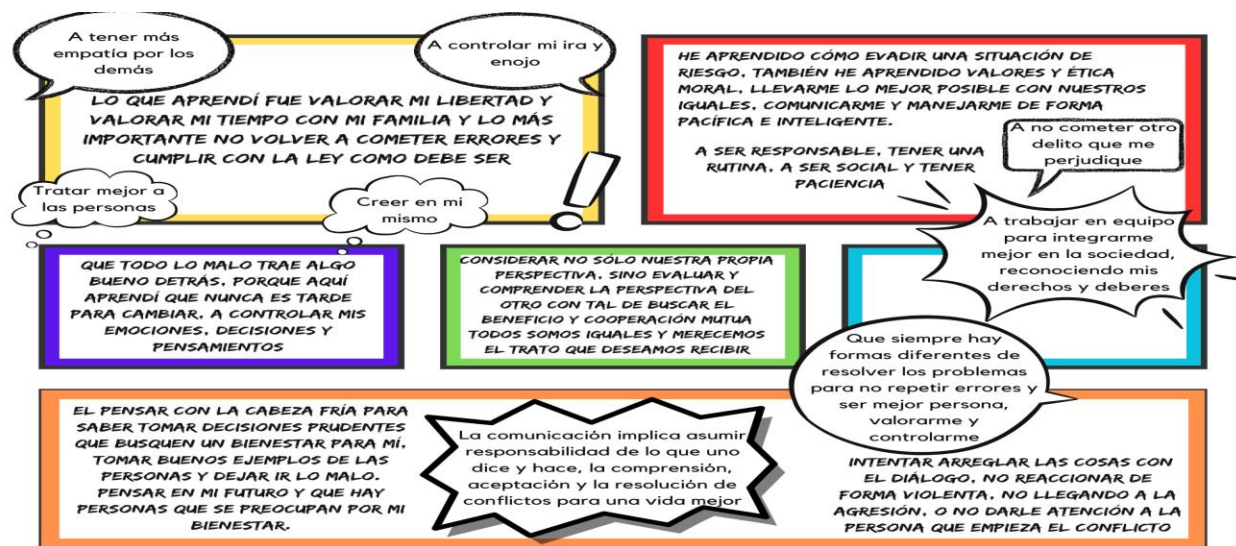 A tener más
empatía por los
demás
A controlar mi ira y
enojo
LO QUE APRENDÍ FUE VALORAR MI LIBERTAD Y
VALORAR MI TIEMPO CON MI FAMILIA Y LO MÁS
IMPORTANTE NO VOLVER A COMETER ERRORES Y
CUMPLIR CON LA LEY COMO DEBE SER
Tratar mejor a
las personas
Creer en mi
mismo
HE APRENDIDO CÓMO EVADIR UNA SITUACIÓN DE
RIESGO, TAMBIÉN HE APRENDIDO VALORES Y ÉTICA
MORAL, LLEVARME LO MEJOR POSIBLE CON NUESTROS
IGUALES, COMUNICARME Y MANEJARME DE FORMA
PACÍFICA E INTELIGENTE.
A SER RESPONSABLE, TENER UNA
RUTINA, A SER SOCIAL Y TENER
PACIENCIA
A no cometer otro
delito que me
perjudique
A trabajar en equipo
para integrarme
mejor en la sociedad,
reconociendo mis
derechos y deberes
QUE TODO LO MALO TRAE ALGO
BUENO DETRÁS, PORQUE AQUÍ
APRENDÍ QUE NUNCA ES TARDE
PARA CAMBIAR, A CONTROLAR MIS
EMOCIONES, DECISIONES Y
PENSAMIENTOS
CONSIDERAR NO SÓLO NUESTRA PROPIA
PERSPECTIVA, SINO EVALUAR Y
COMPRENDER LA PERSPECTIVA DEL
OTRO CON TAL DE BUSCAR EL
BENEFICIO Y COOPERACIÓN MUTUA
TODOS SOMOS IGUALES Y MERECEMOS
EL TRATO QUE DESEAMOS RECIBIR
Que siempre hay
formas diferentes de
resolver los problemas
para no repetir errores y
ser mejor persona,
valorarme y
controlarme
EL PENSAR CON LA CABEZA FRÍA PARA
SABER TOMAR DECISIONES PRUDENTES
QUE BUSQUEN UN BIENESTAR PARA MÍ,
TOMAR BUENOS EJEMPLOS DE LAS
PERSONAS Y DEJAR IR LO MALO.
PENSAR EN MI FUTURO Y QUE HAY
PERSONAS QUE SE PREOCUPAN POR MI
BIENESTAR.
La comunicación implica asumir
responsabilidad de lo que uno
dice y hace, la comprensión,
aceptación y la resolución de
conflictos para una vida mejor
INTENTAR ARREGLAR LAS COSAS CON
EL DIÁLOGO, NO REACCIONAR DE
FORMA VIOLENTA, NO LLEGANDO A LA
AGRESIÓN, O NO DARLE ATENCIÓN A LA
PERSONA QUE EMPIEZA EL CONFLICTO